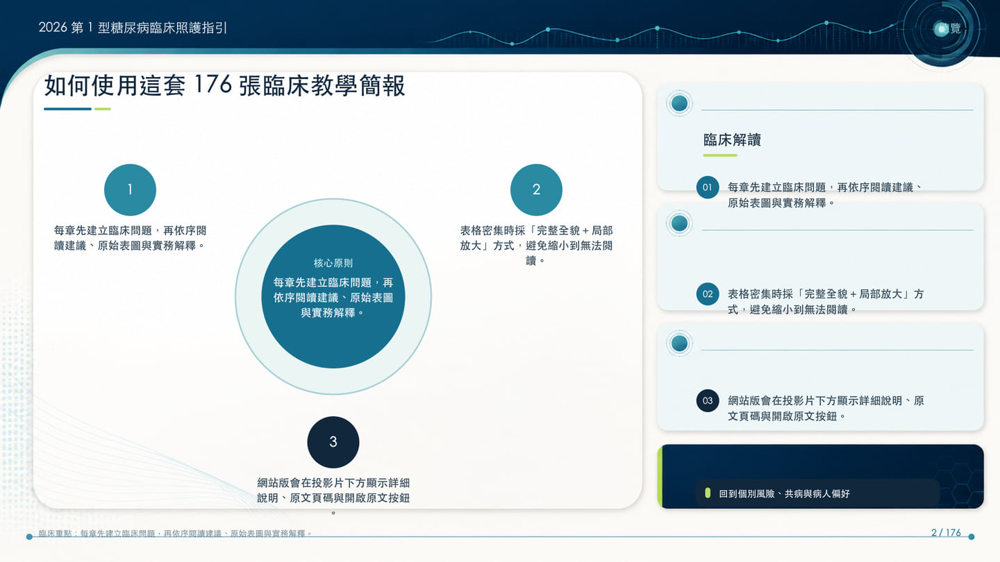 2026 第 1 型糖尿病臨床照護指引
總覽
如何使用這套 176 張臨床教學簡報
1
每章先建立臨床問題，再依序閱
讀建議、原始表圖與實務解釋。
2
表格密集時採「完整全貌 + 局部
放大」方式，避免縮小到無法閱
讀。
核心原則
每章先建立臨床問題，再
依序閱讀建議、原始表圖
與實務解釋。
3
網站版會在投影片下方顯示詳細
說明、原文頁碼與開啟原文按鈕
。
臨床解讀
01
每章先建立臨床問題，再依序閱讀建議、
原始表圖與實務解釋。
02
表格密集時採「完整全貌 + 局部放大」方
式，避免縮小到無法閱讀。
03
網站版會在投影片下方顯示詳細說明、原
文頁碼與開啟原文按鈕。
回到個別風險、共病與病人偏好
臨床重點：每章先建立臨床問題，再依序閱讀建議、原始表圖與實務解釋。
2 / 176